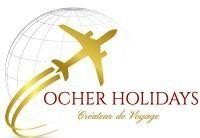 OCHER HOLIDAYS
Créateur de Voyage